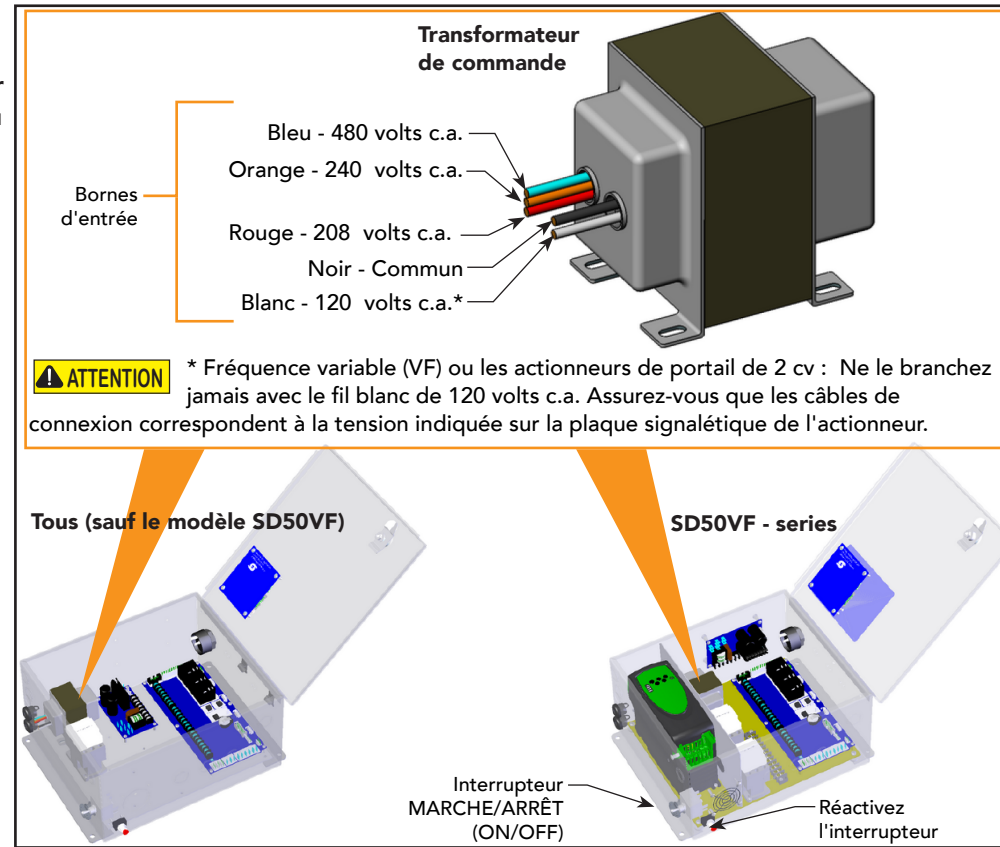 Transformateur
de commande
Bleu - 480 volts c.a.
Orange - 240 volts c.a.
Bornes
d'entrée
Rouge - 208 volts c.a.
Noir - Commun
Blanc - 120 volts c.a.*
ATTENTION
* Fréquence variable (VF) ou les actionneurs de portail de 2 cv : Ne le branchez
jamais avec le fil blanc de 120 volts c.a. Assurez-vous que les câbles de
connexion correspondent à la tension indiquée sur la plaque signalétique de l'actionneur.
Tous (sauf le modèle SD50VF)
SD50VF - series
Interrupteur
MARCHE/ARRÊT
(ON/OFF)
Réactivez
l'interrupteur